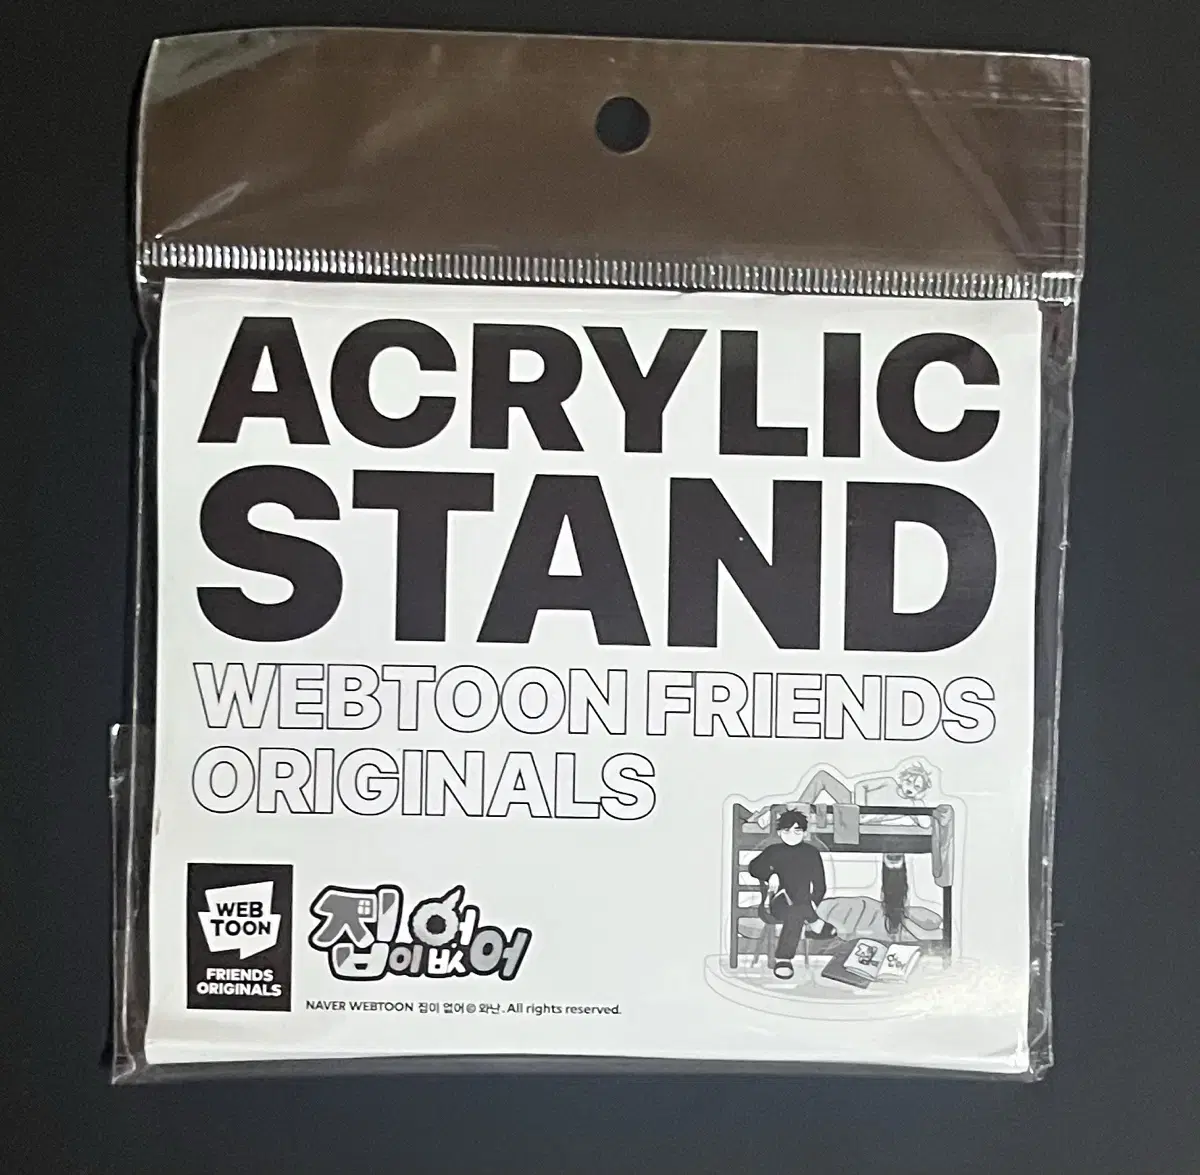 ACRYLIC
STAND
WEBTOON FRIENDS
ORIGINALS
WEB
TOON
FRIENDS
ORIGINALS
집이 없어
NAVER WEBTOON 집이 없어 © 와난. All rights reserved.